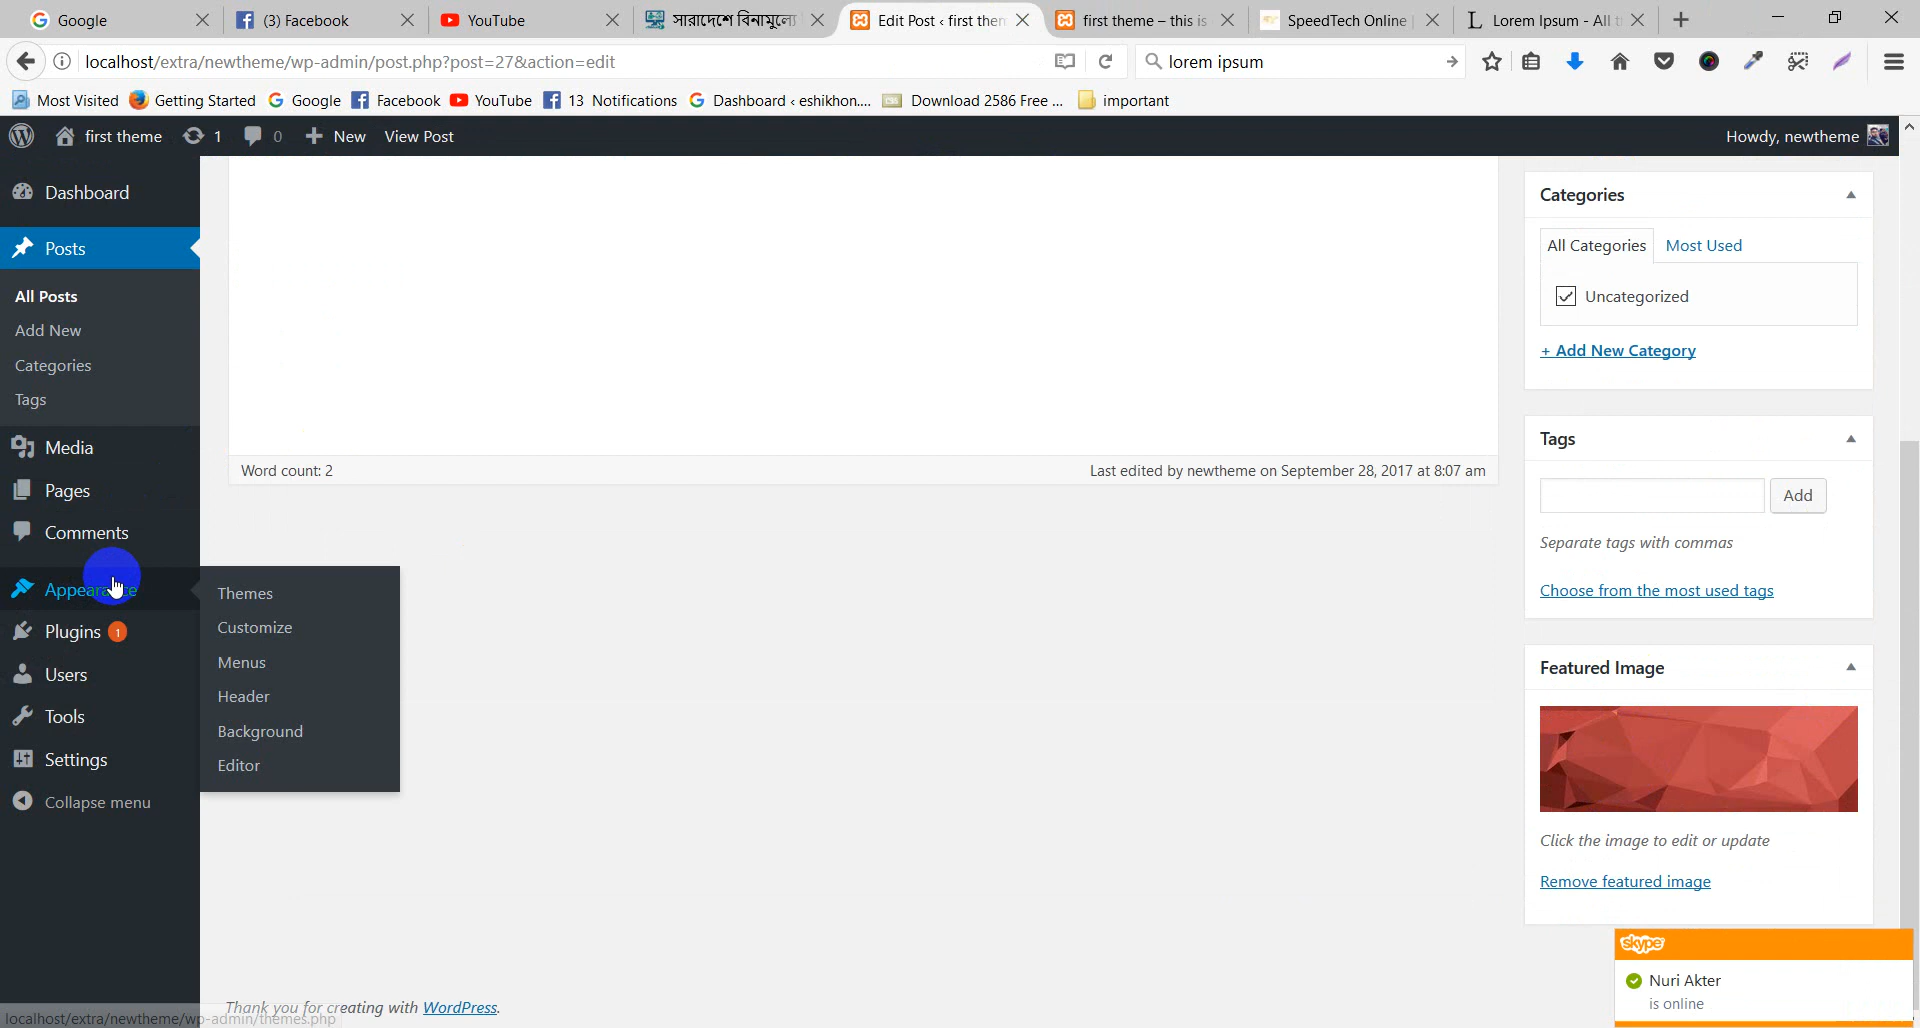 Google
(3) Facebook
YouTube
সারাদেশে বিনামূল্যে
Edit Post ‹ first then
first theme – this is
SpeedTech Online
Lorem Ipsum - All t
localhost/extra/newtheme/wp-admin/post.php?post=27&action=edit
lorem ipsum
Most Visited
Getting Started
Google
Facebook
YouTube
13 Notifications
Dashboard ‹ eshikhon....
Download 2586 Free ...
important
first theme
1
0
New
View Post
Howdy, newtheme
Dashboard
Posts
All Posts
Add New
Categories
Tags
Media
Pages
Comments
Appearance
Plugins 1
Users
Tools
Settings
Collapse menu
Themes
Customize
Menus
Header
Background
Editor
Word count: 2
Last edited by newtheme on September 28, 2017 at 8:07 am
Categories
All Categories
Most Used
Uncategorized
+ Add New Category
Tags
Add
Separate tags with commas
Choose from the most used tags
Featured Image
Click the image to edit or update
Remove featured image
skype
Nuri Akter
is online
Thank you for creating with WordPress.
localhost/extra/newtheme/wp-admin/themes.php